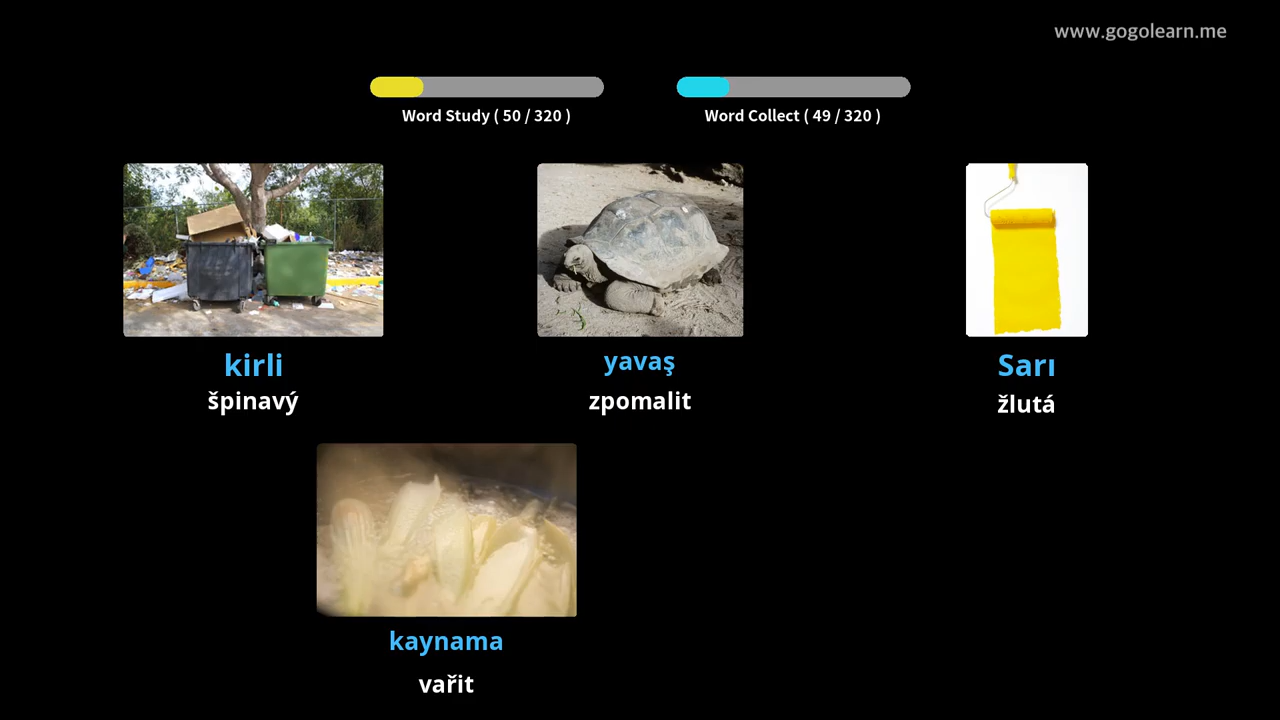 www.gogolearn.me
Word Study ( 50 / 320 )
Word Collect ( 49 / 320 )
kirli
špinavý
yavaş
zpomalit
Sarı
žlutá
kaynama
vařit